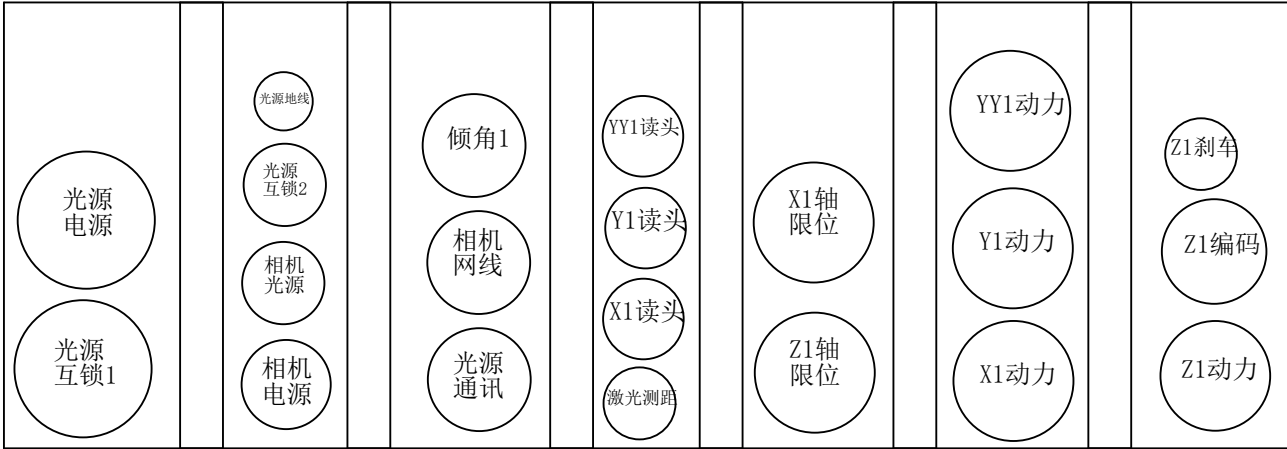 光源
电源
光源
互锁1
光源地线
光源
互锁2
相机
光源
相机
电源
倾角1
相机
网线
光源
通讯
YY1读头
Y1读头
X1读头
激光测距
X1轴
限位
Z1轴
限位
YY1动力
Y1动力
X1动力
Z1刹车
Z1编码
Z1动力